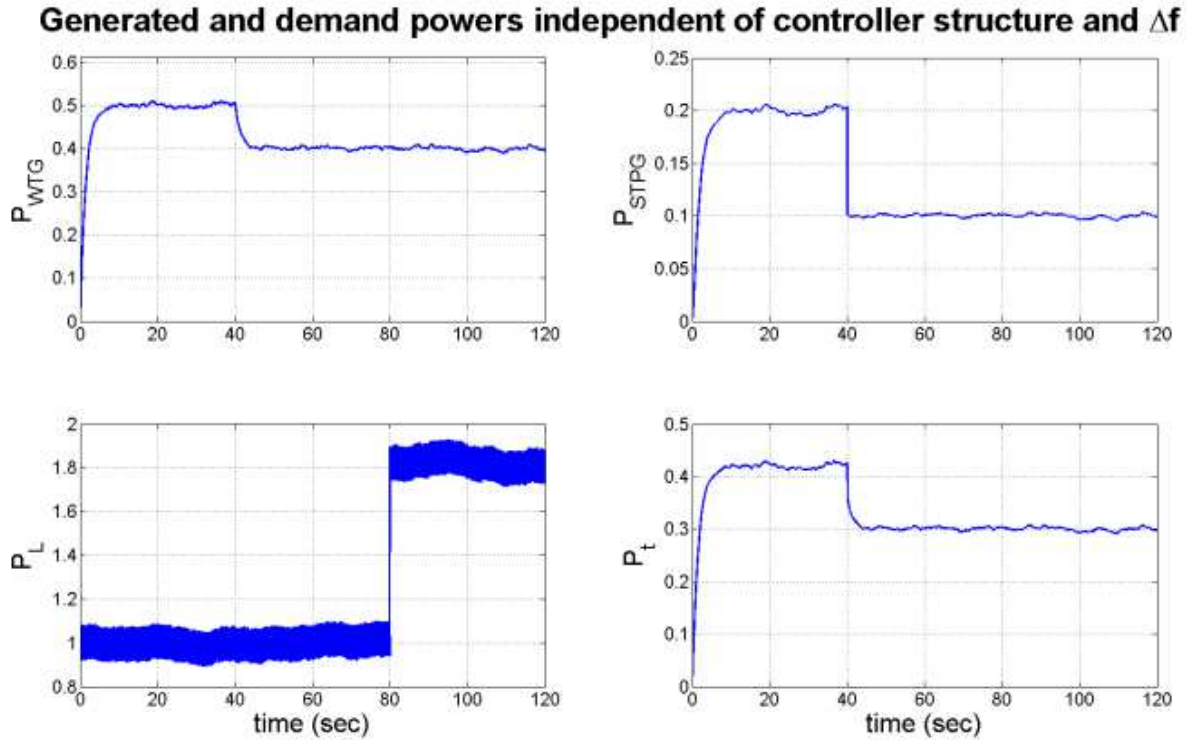 Generated and demand powers independent of controller structure and Δf
0.6
0.5
0.4
0.3
0.2
0.1
0
P_WTG
0 20 40 60 80 100 120
0.25
0.2
0.15
0.1
0.05
0
P_STPG
0 20 40 60 80 100 120
2
1.8
1.6
1.4
1.2
1
0.8
P_L
0 20 40 60 80 100 120
time (sec)
0.5
0.4
0.3
0.2
0.1
0
P_t
0 20 40 60 80 100 120
time (sec)